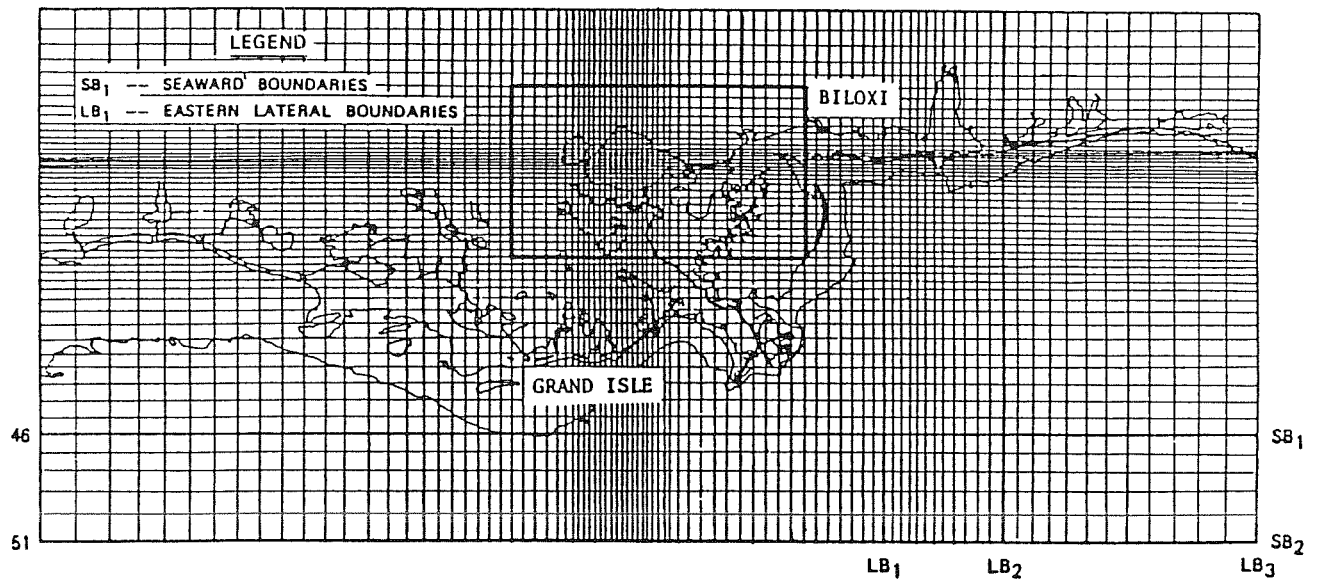 LEGEND
SB1 -- SEAWARD BOUNDARIES
LB1 -- EASTERN LATERAL BOUNDARIES
BILOXI
GRAND ISLE
46
SB1
51
SB2
LB1
LB2
LB3